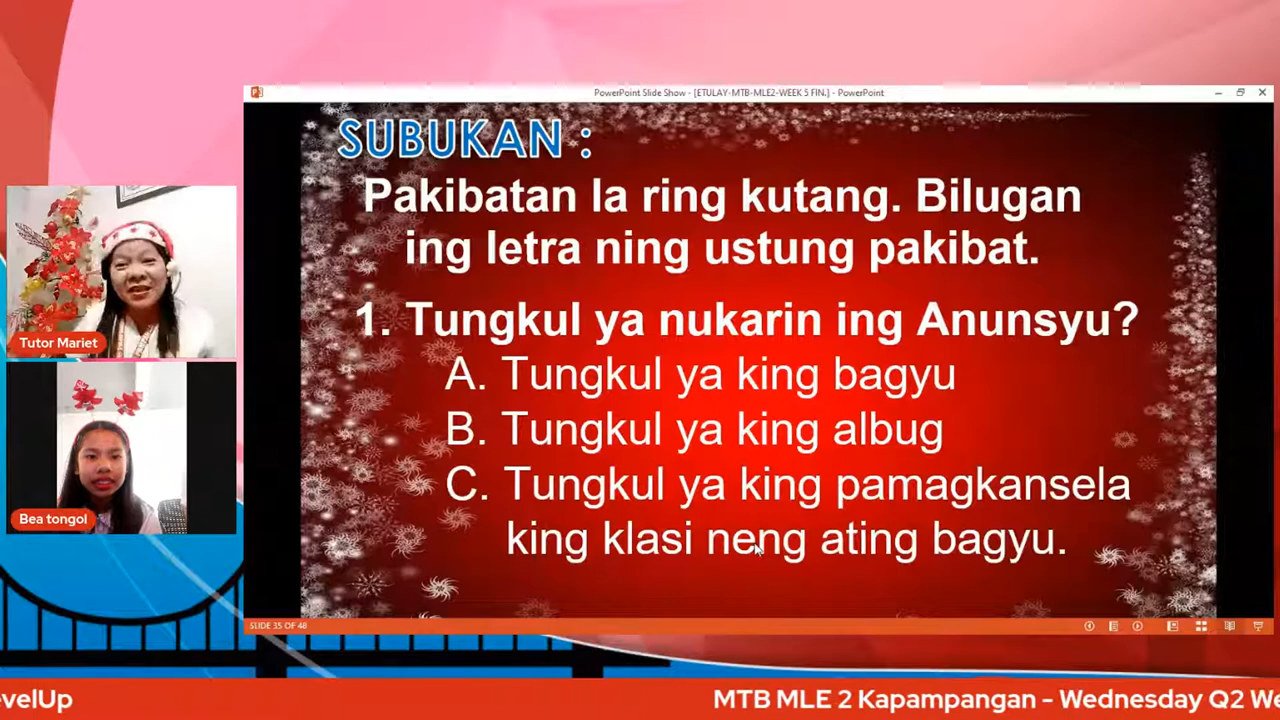 PowerPoint Slide Show - [ETULAY-MTB-MLE2-WEEK 5 FIN.] - PowerPoint
SUBUKAN :
Pakibatan la ring kutang. Bilugan
ing letra ning ustung pakibat.
1. Tungkul ya nukarin ing Anunsyu?
A. Tungkul ya king bagyu
B. Tungkul ya king albug
C. Tungkul ya king pamagkansela
king klasi neng ating bagyu.
Tutor Mariet
Bea tongol
SLIDE 35 OF 48
evelUp
MTB MLE 2 Kapampangan - Wednesday Q2 We